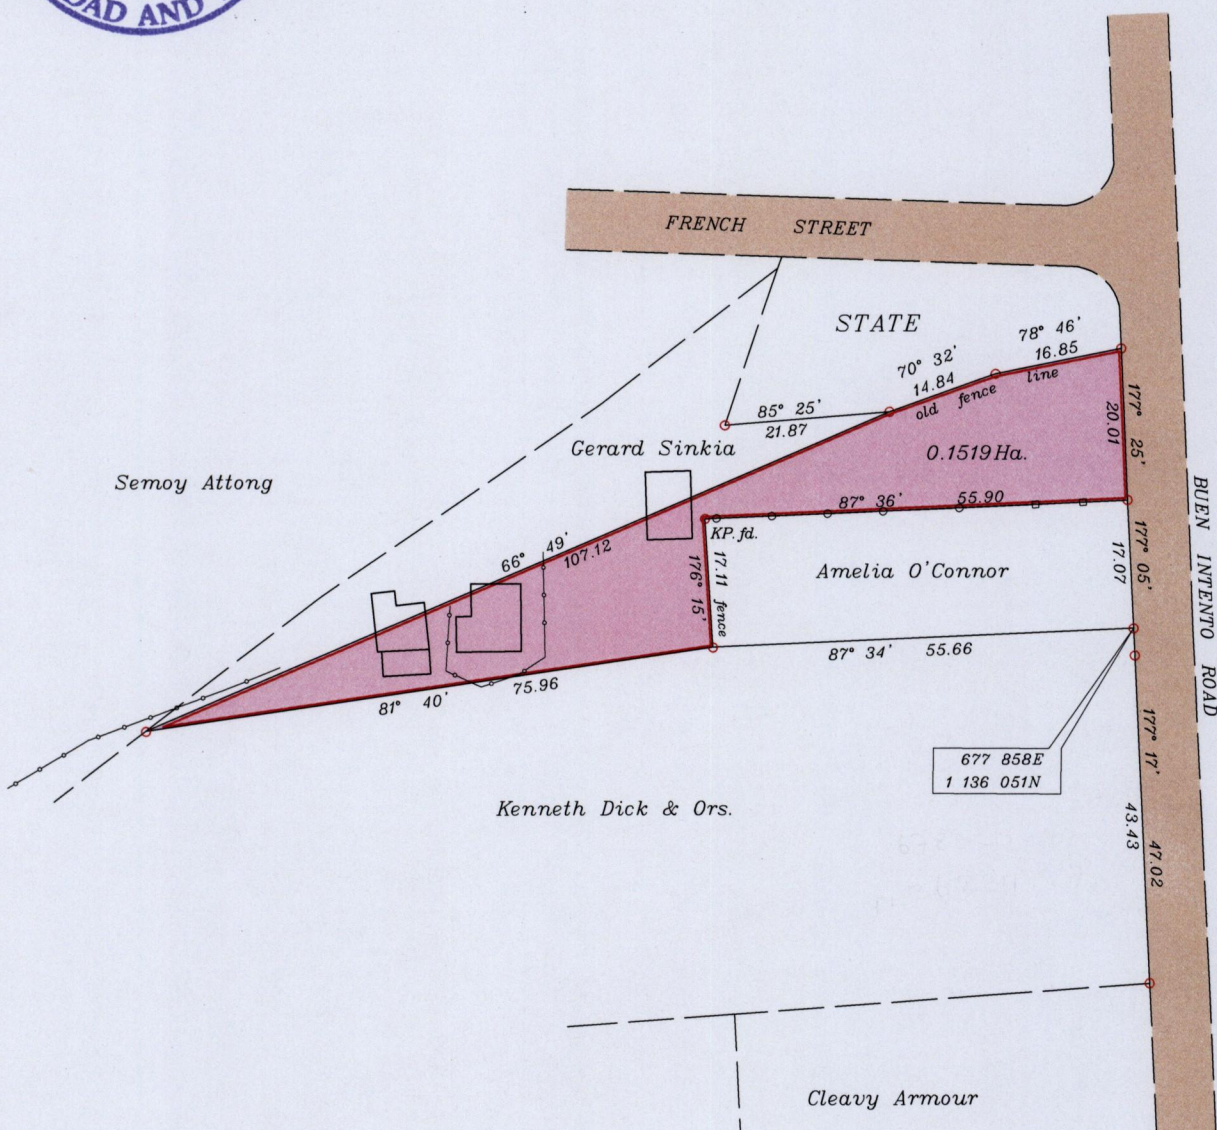 OAD AND
FRENCH STREET
STATE
78° 46'
16.85
70° 32'
14.84
old fence line
85° 25'
21.87
177° 25'
20.01
Gerard Sinkia
0.1519Ha.
Semoy Attong
87° 36' 55.90
KP.fd.
66° 49'
107.12
176° 15'
17.11 fence
Amelia O'Connor
177° 05'
17.07
BUEN INTENTO ROAD
87° 34' 55.66
81° 40' 75.96
177° 17'
677 858E
1 136 051N
43.43
47.02
Kenneth Dick & Ors.
Cleavy Armour